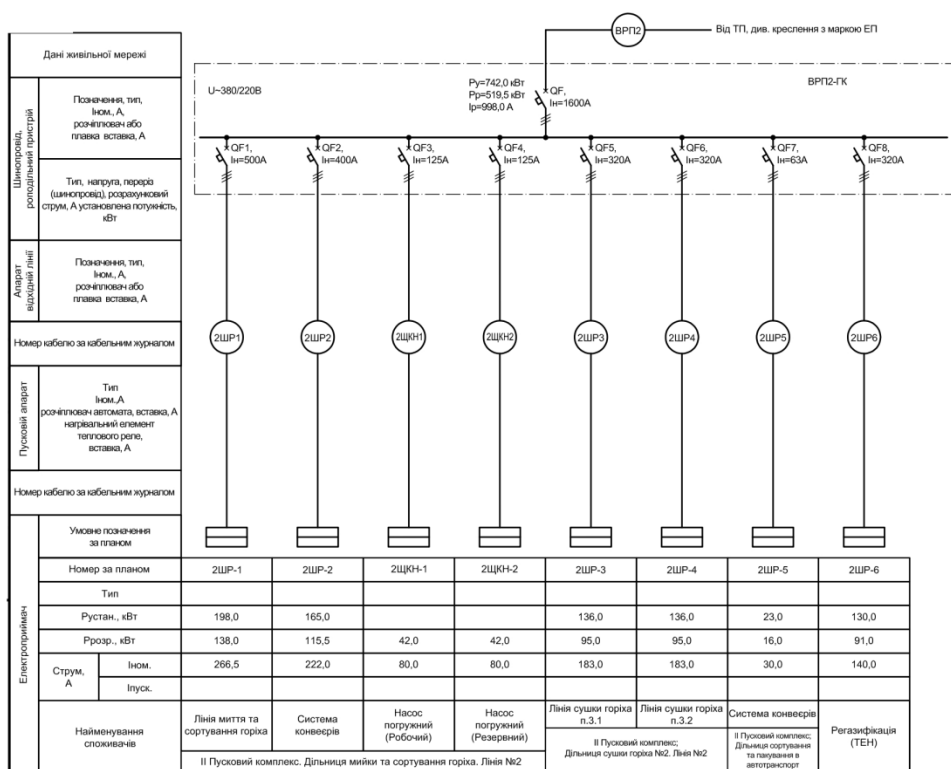 ВРП2
Від ТП, див. креслення з маркою ЕП
Дані живільної мережі
U~380/220В
Ру=742,0 кВт
Рр=519,5 кВт
Ір=998,0 А
QF,
Ін=1600А
ВРП2-ГК
Шинопровід,
роподільний пристрій
Позначення, тип,
Іном., А,
розчіплювач або
плавка вставка, А
QF1,
Ін=500А
QF2,
Ін=400А
QF3,
Ін=125А
QF4,
Ін=125А
QF5,
Ін=320А
QF6,
Ін=320А
QF7,
Ін=63А
QF8,
Ін=320А
Тип, напруга, переріз
(шинопровід), розрахунковий
струм, А установлена потужність,
кВт
Апарат
відхідній лінії
Позначення, тип,
Іном., А,
розчіплювач або
плавка вставка, А
Номер кабелю за кабельним журналом
2ШР1
2ШР2
2ЩКН1
2ЩКН2
2ШР3
2ШР4
2ШР5
2ШР6
Пусковій апарат
Тип
Іном.,А
розчіплювач автомата, вставка, А
нагрівальний елемент
теплового реле,
вставка, А
Номер кабелю за кабельним журналом
Електроприймач
Умовне позначення
за планом
Номер за планом 2ШР-1 2ШР-2 2ЩКН-1 2ЩКН-2 2ШР-3 2ШР-4 2ШР-5 2ШР-6
Тип
Рустан., кВт 198,0 165,0 136,0 136,0 23,0 130,0
Ррозр., кВт 138,0 115,5 42,0 42,0 95,0 95,0 16,0 91,0
Струм,
А
Іном. 266,5 222,0 80,0 80,0 183,0 183,0 30,0 140,0
Іпуск.
Найменування
споживачів
Лінія миття та
сортування горіха
Система
конвеєрів
Насос
погружний
(Робочий)
Насос
погружний
(Резервний)
Лінія сушки горіха
п.3.1
Лінія сушки горіха
п.3.2
Система конвеєрів
Регазифікація
(ТЕН)
ІІ Пусковий комплекс. Дільниця мийки та сортування горіха. Лінія №2
ІІ Пусковий комплекс;
Дільниця сушки горіха №2. Лінія №2
ІІ Пусковий комплекс;
Дільниця сортування
та пакування в
автотранспорт